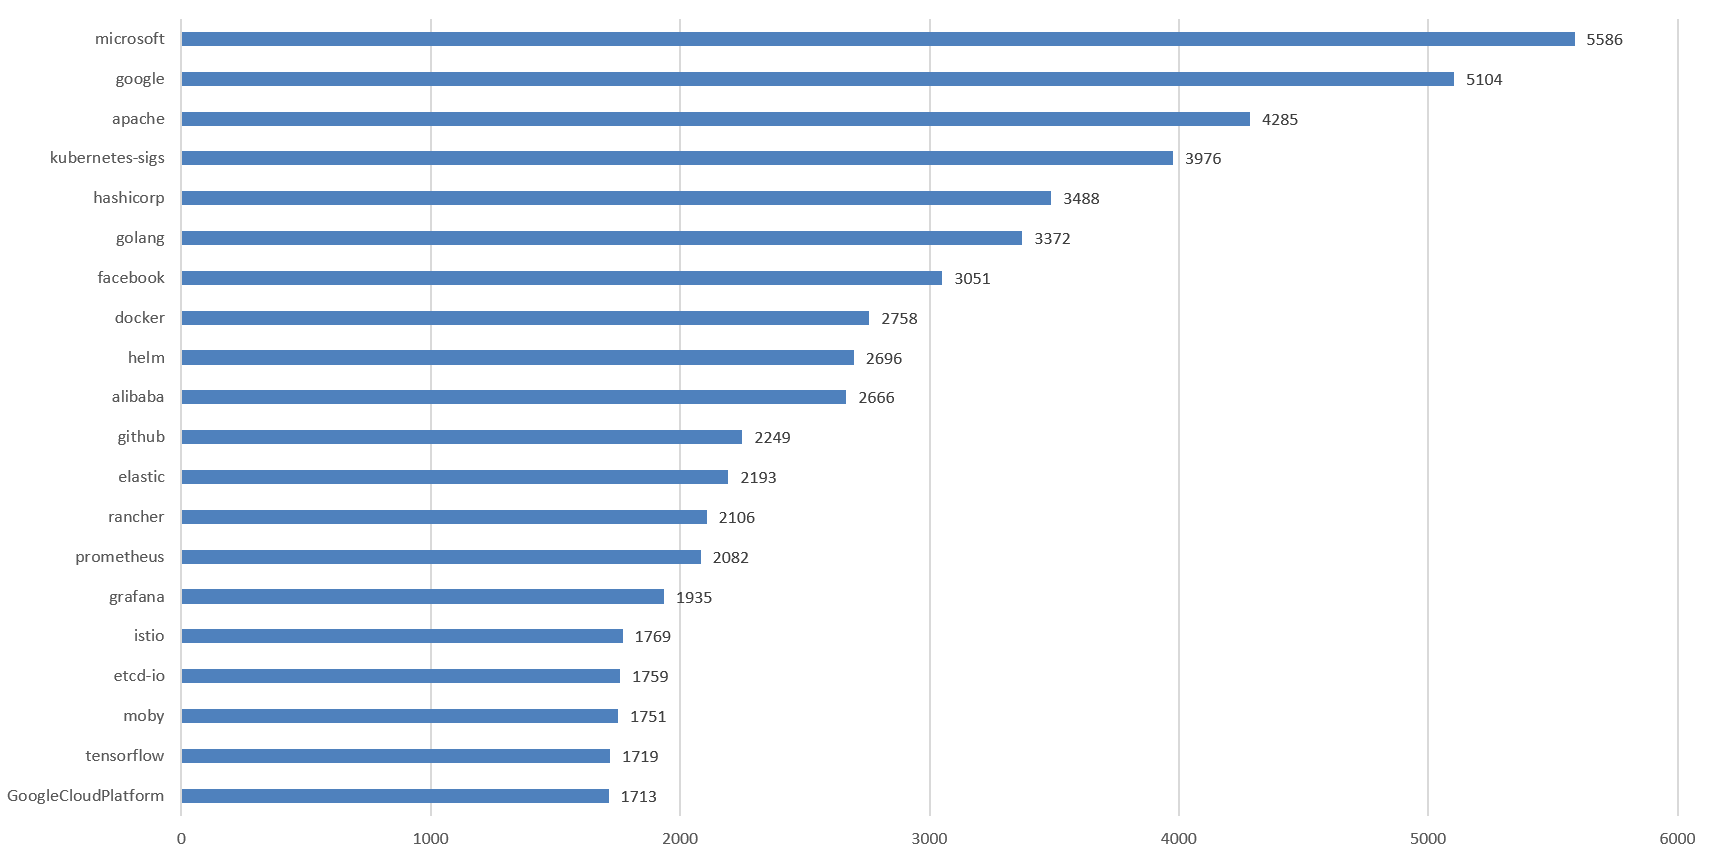 microsoft 5586
google 5104
apache 4285
kubernetes-sigs 3976
hashicorp 3488
golang 3372
facebook 3051
docker 2758
helm 2696
alibaba 2666
github 2249
elastic 2193
rancher 2106
prometheus 2082
grafana 1935
istio 1769
etcd-io 1759
moby 1751
tensorflow 1719
GoogleCloudPlatform 1713
0 1000 2000 3000 4000 5000 6000